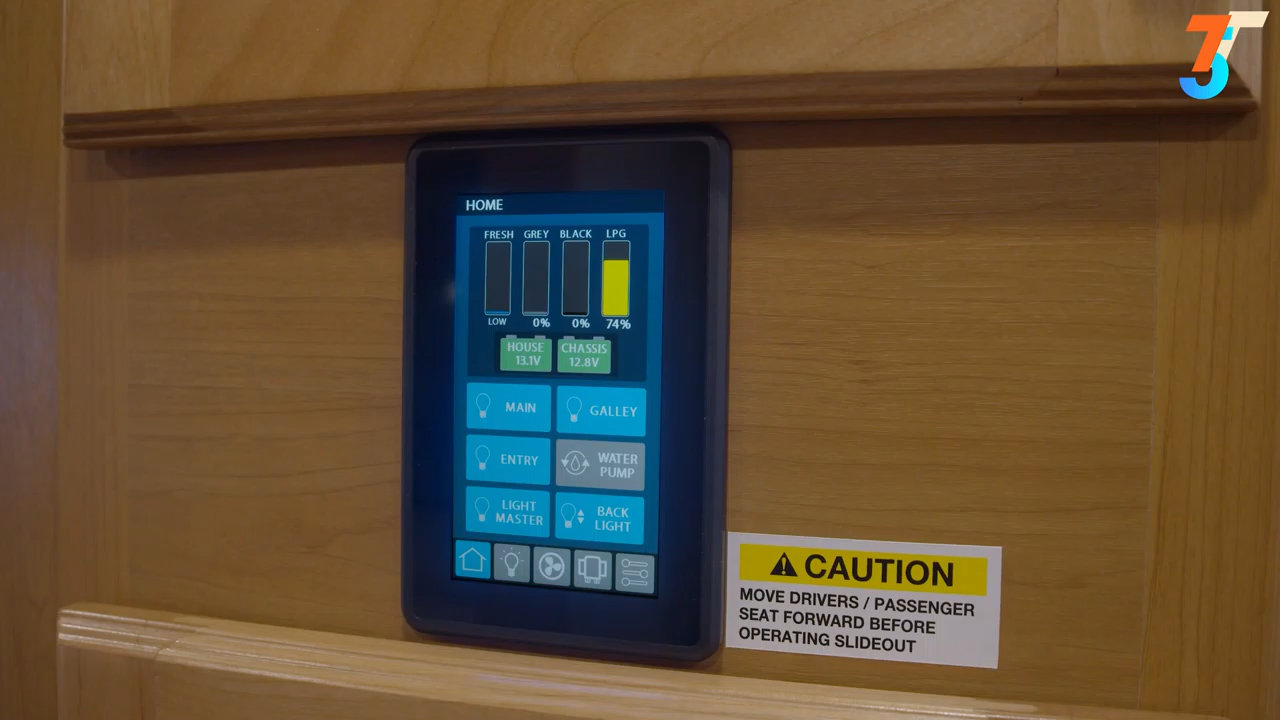 HOME
FRESH GREY BLACK LPG
LOW 0% 0% 74%
HOUSE
13.1V
CHASSIS
12.8V
MAIN
GALLEY
ENTRY
WATER
PUMP
LIGHT
MASTER
BACK
LIGHT
CAUTION
MOVE DRIVERS / PASSENGER
SEAT FORWARD BEFORE
OPERATING SLIDEOUT